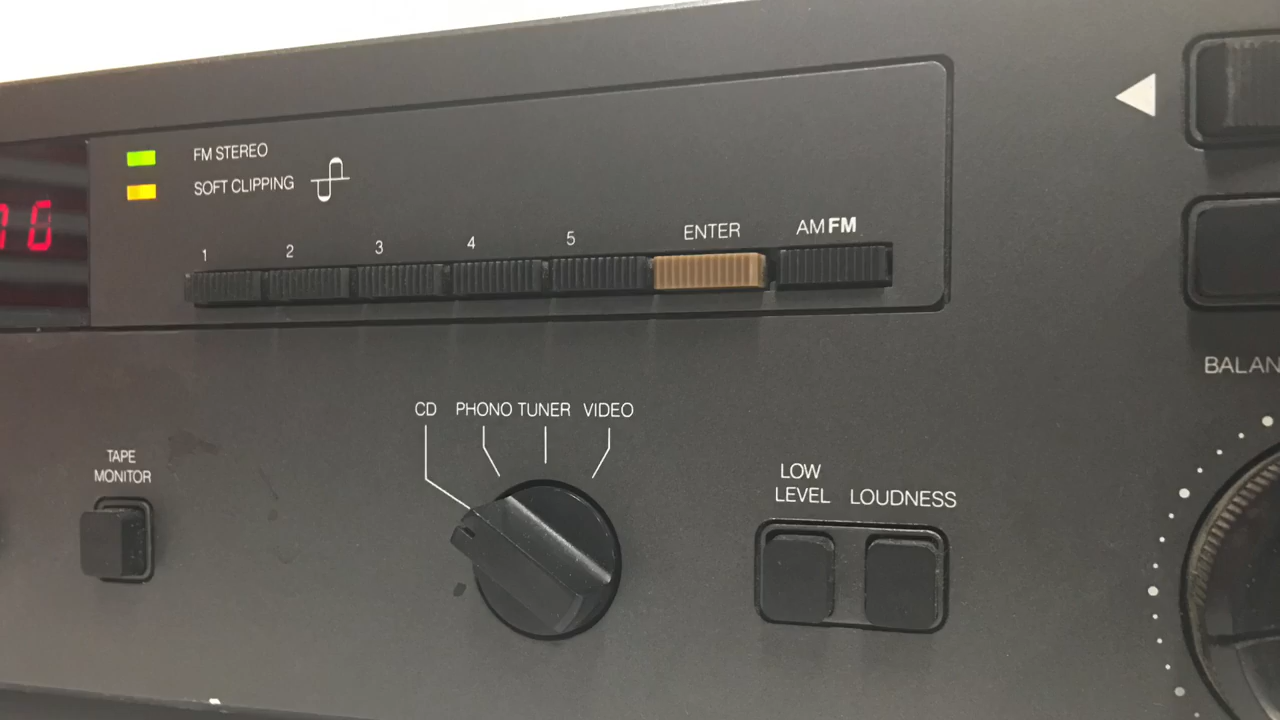 FM STEREO
SOFT CLIPPING
1 2 3 4 5 ENTER AM FM
CD PHONO TUNER VIDEO
TAPE
MONITOR
LOW
LEVEL LOUDNESS